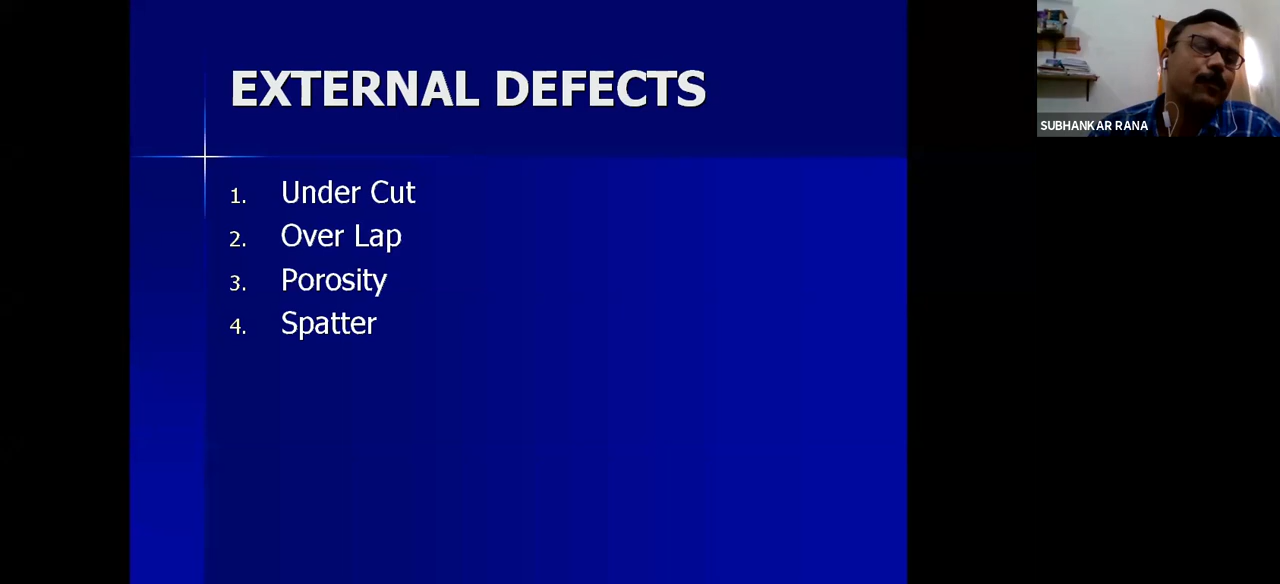 EXTERNAL DEFECTS
1. Under Cut
2. Over Lap
3. Porosity
4. Spatter
SUBHANKAR RANA